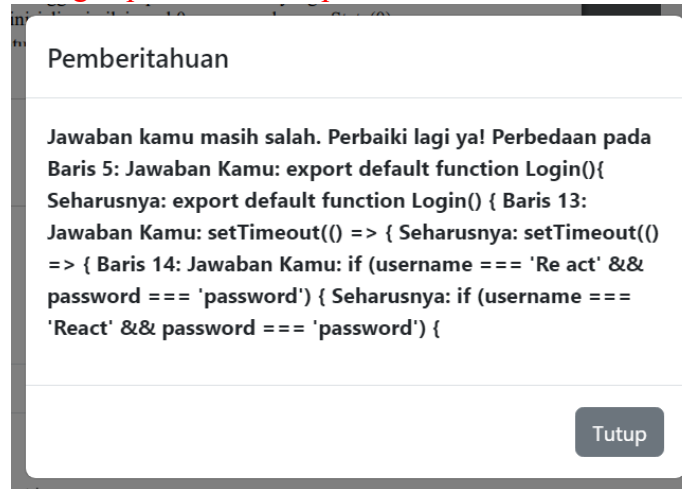 Pemberitahuan
Jawaban kamu masih salah. Perbaiki lagi ya! Perbedaan pada
Baris 5: Jawaban Kamu: export default function Login(){
Seharusnya: export default function Login() { Baris 13:
Jawaban Kamu: setTimeout(() => { Seharusnya: setTimeout(()
=> { Baris 14: Jawaban Kamu: if (username === 'Re act' &&
password === 'password') { Seharusnya: if (username ===
'React' && password === 'password') {
Tutup